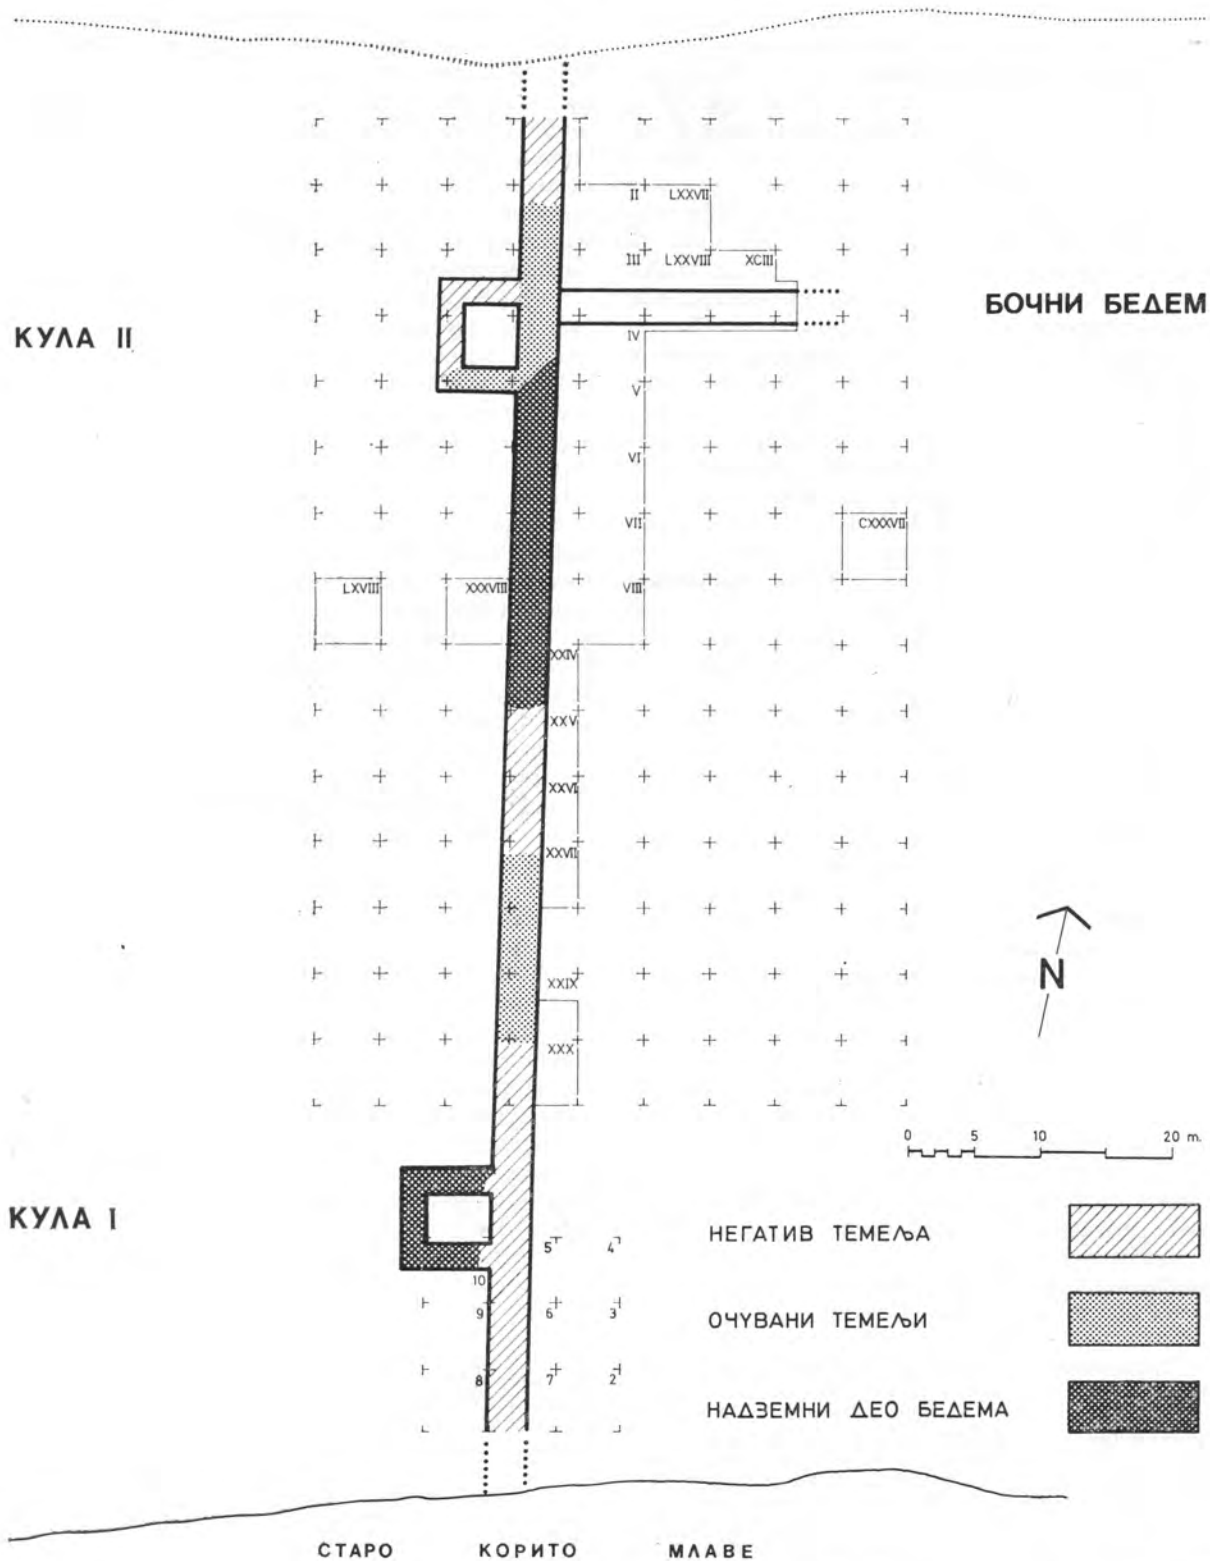 II LXXVII
III LXXVIII XCIII
БОЧНИ БЕДЕМ
КУЛА II
IV
V
VI
VII CXXXVII
LXVIII XXXVIII VIII
XXIV
XXV
XXVI
XXVII
N
XXIX
XXX
0 5 10 20 m.
КУЛА I
НЕГАТИВ ТЕМЕЉА
5 4
10
9 6 3
ОЧУВАНИ ТЕМЕЉИ
8 7 2
НАДЗЕМНИ ДЕО БЕДЕМА
СТАРО КОРИТО МЛАВЕ